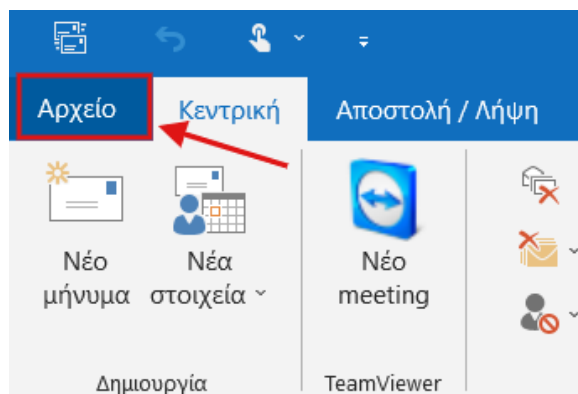 Αρχείο
Κεντρική
Αποστολή / Λήψη
Νέο
μήνυμα
Νέα
στοιχεία
Νέο
meeting
Δημιουργία
TeamViewer